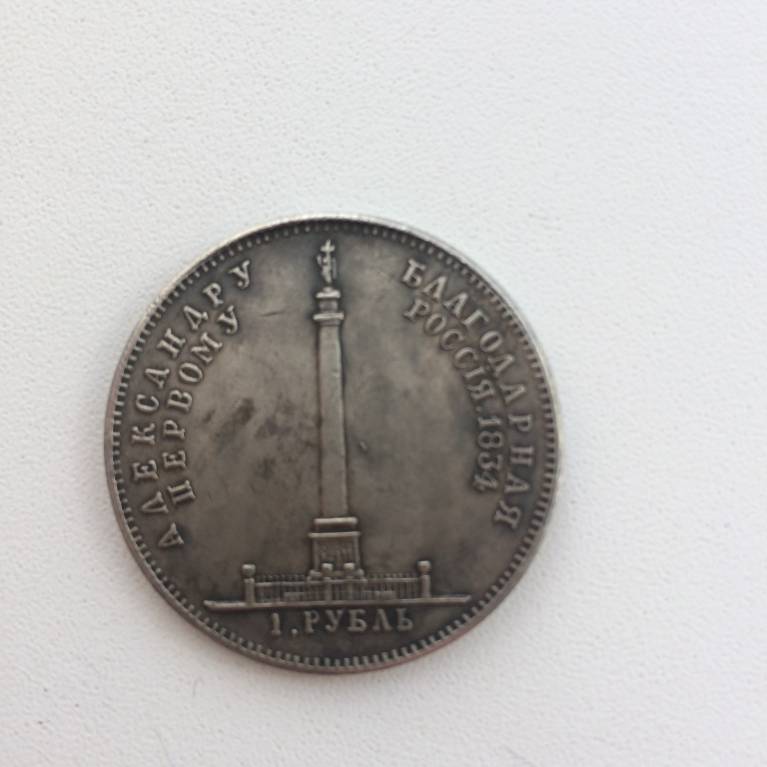 АЛЕКСАНДРУ
ПЕРВОМУ
БЛАГОДАРНАЯ
РОССІЯ.1834
1.РУБЛЬ